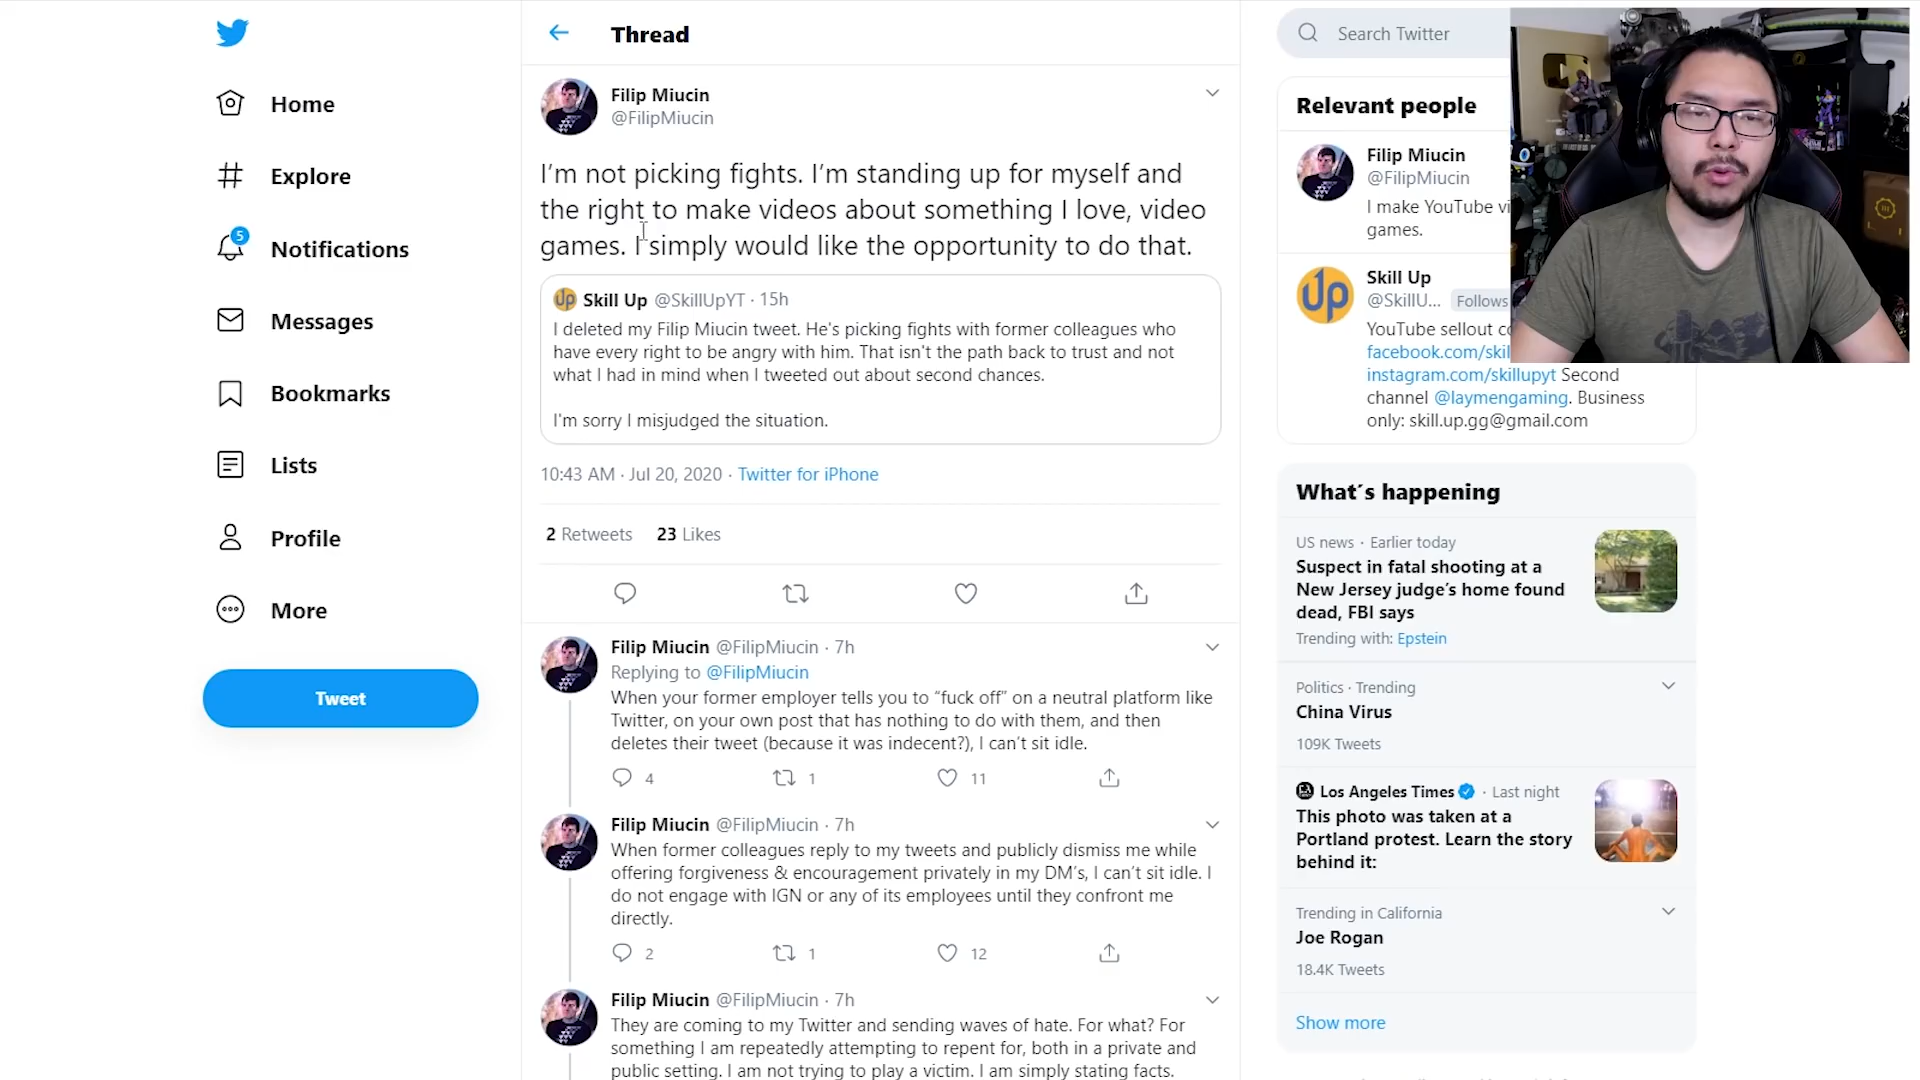 Home
Explore
5
Notifications
Messages
Bookmarks
Lists
Profile
More
Tweet
Thread
Filip Miucin
@FilipMiucin
I'm not picking fights. I'm standing up for myself and
the right to make videos about something I love, video
games. I simply would like the opportunity to do that.
Up Skill Up @SkillUpYT · 15h
I deleted my Filip Miucin tweet. He's picking fights with former colleagues who
have every right to be angry with him. That isn't the path back to trust and not
what I had in mind when I tweeted out about second chances.
I'm sorry I misjudged the situation.
10:43 AM · Jul 20, 2020 · Twitter for iPhone
2 Retweets 23 Likes
Filip Miucin @FilipMiucin · 7h
Replying to @FilipMiucin
When your former employer tells you to “fuck off” on a neutral platform like
Twitter, on your own post that has nothing to do with them, and then
deletes their tweet (because it was indecent?), I can't sit idle.
4 1 11
Filip Miucin @FilipMiucin · 7h
When former colleagues reply to my tweets and publicly dismiss me while
offering forgiveness & encouragement privately in my DM's, I can't sit idle. I
do not engage with IGN or any of its employees until they confront me
directly.
2 1 12
Filip Miucin @FilipMiucin · 7h
They are coming to my Twitter and sending waves of hate. For what? For
something I am repeatedly attempting to repent for, both in a private and
public setting. I am not trying to play a victim. I am simply stating facts.
Search Twitter
Relevant people
Filip Miucin
@FilipMiucin
I make YouTube vi
games.
Up
Skill Up
@SkillU... Follows
YouTube sellout co
facebook.com/skil
instagram.com/skillupyt Second
channel @laymengaming. Business
only: skill.up.gg@gmail.com
What´s happening
US news · Earlier today
Suspect in fatal shooting at a
New Jersey judge's home found
dead, FBI says
Trending with: Epstein
Politics · Trending
China Virus
109K Tweets
Los Angeles Times · Last night
This photo was taken at a
Portland protest. Learn the story
behind it:
Trending in California
Joe Rogan
18.4K Tweets
Show more